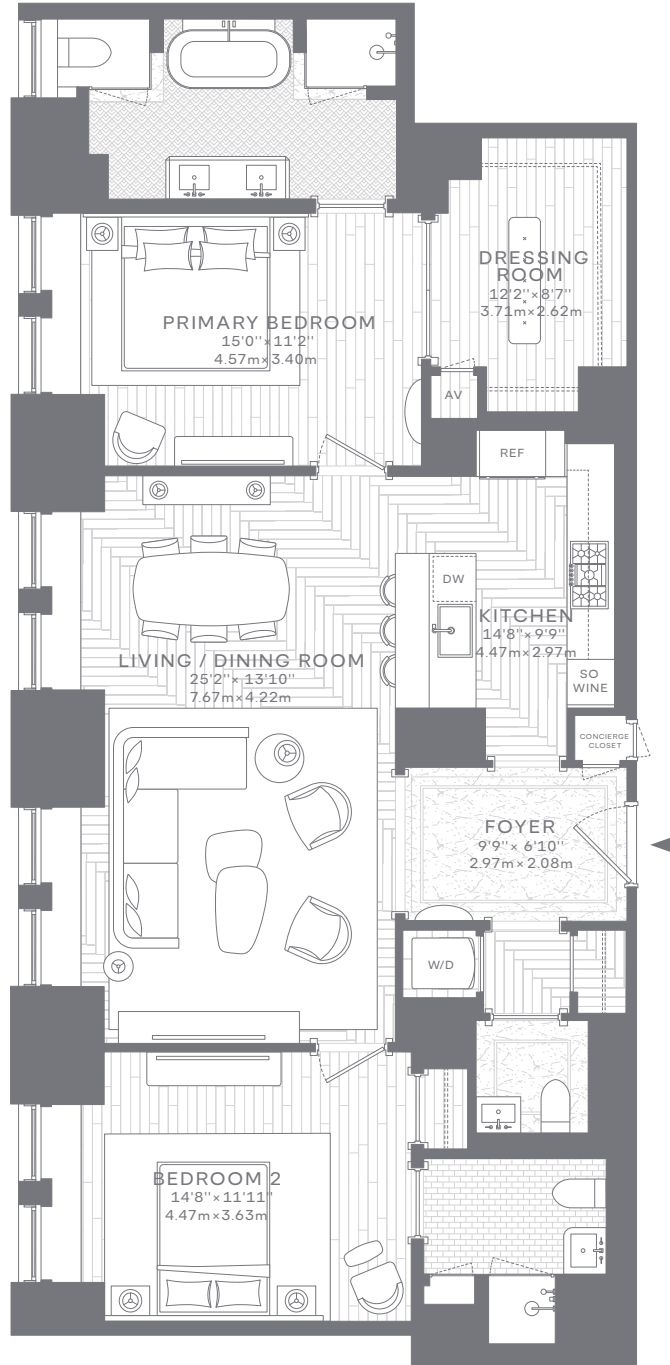 DRESSING
ROOM
12'2''×8'7''
3.71m×2.62m
PRIMARY BEDROOM
15'0''×11'2''
4.57m×3.40m
AV
REF
DW
KITCHEN
14'8''×9'9''
4.47m×2.97m
LIVING / DINING ROOM
25'2''×13'10''
7.67m×4.22m
SO
WINE
CONCIERGE
CLOSET
FOYER
9'9''× 6'10''
2.97m×2.08m
W/D
BEDROOM 2
14'8''×11'11''
4.47m×3.63m